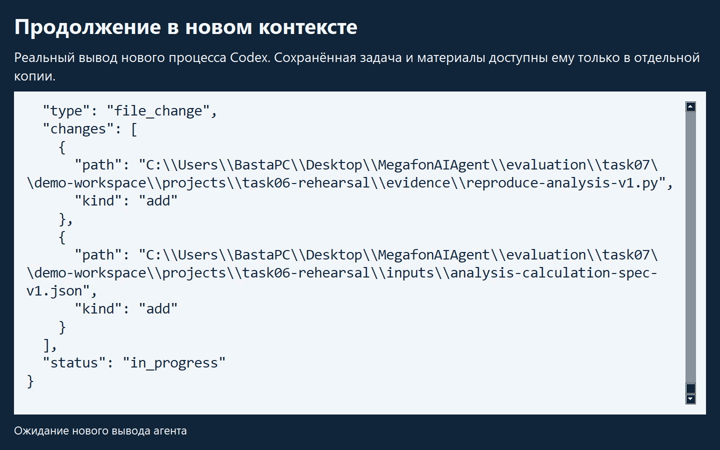 Продолжение в новом контексте
Реальный вывод нового процесса Codex. Сохранённая задача и материалы доступны ему только в отдельной
копии.
"type": "file_change",
"changes": [
{
"path": "C:\\Users\\BastaPC\\Desktop\\MegafonAIAgent\\evaluation\\task07\
\demo-workspace\\projects\\task06-rehearsal\\evidence\\reproduce-analysis-v1.py",
"kind": "add"
},
{
"path": "C:\\Users\\BastaPC\\Desktop\\MegafonAIAgent\\evaluation\\task07\
\demo-workspace\\projects\\task06-rehearsal\\inputs\\analysis-calculation-spec-
v1.json",
"kind": "add"
}
],
"status": "in_progress"
}
Ожидание нового вывода агента